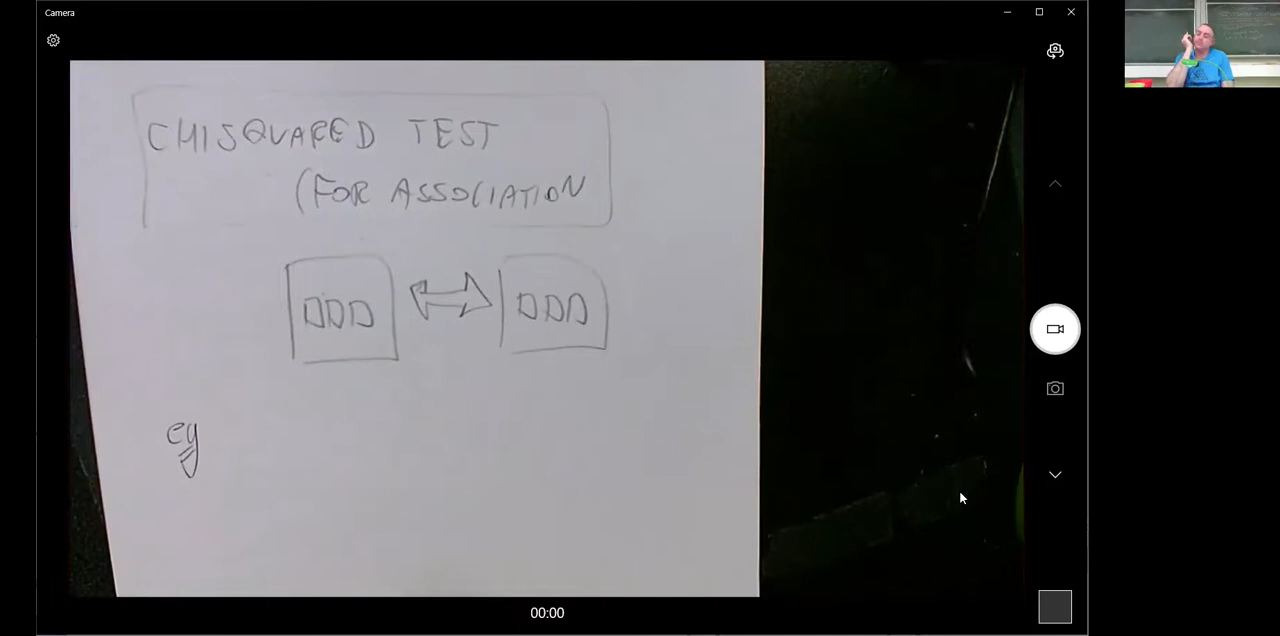 Camera
CHISQUARED TEST
(FOR ASSOCIATION
DDD DDD
eg
00:00